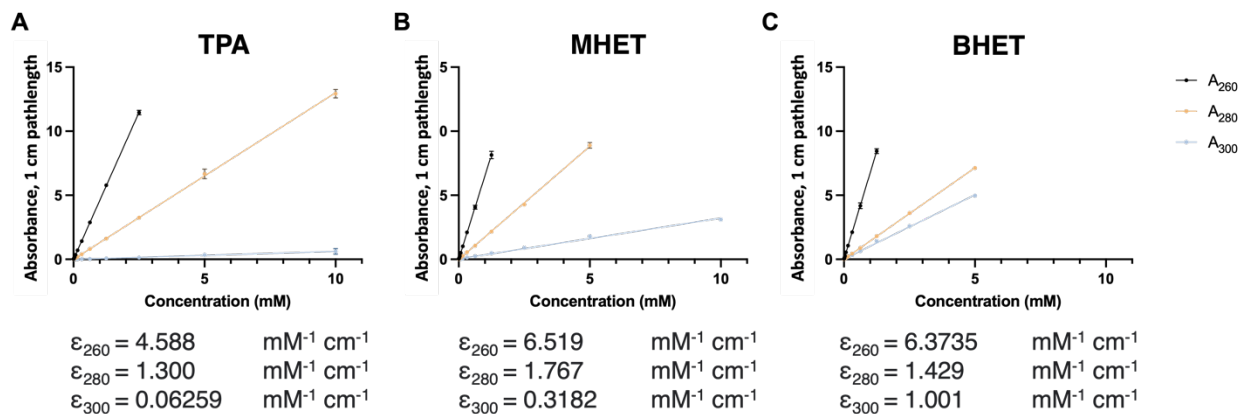 A
TPA
Absorbance, 1 cm pathlength
15
10
5
0
0
5
10
Concentration (mM)
ε260 = 4.588 mM-1 cm-1
ε280 = 1.300 mM-1 cm-1
ε300 = 0.06259 mM-1 cm-1
B
MHET
Absorbance, 1 cm pathlength
5
0
5
0
0
5
10
Concentration (mM)
ε260 = 6.519 mM-1 cm-1
ε280 = 1.767 mM-1 cm-1
ε300 = 0.3182 mM-1 cm-1
C
BHET
Absorbance, 1 cm pathlength
15
10
5
0
0
5
10
Concentration (mM)
ε260 = 6.3735 mM-1 cm-1
ε280 = 1.429 mM-1 cm-1
ε300 = 1.001 mM-1 cm-1
A260
A280
A300